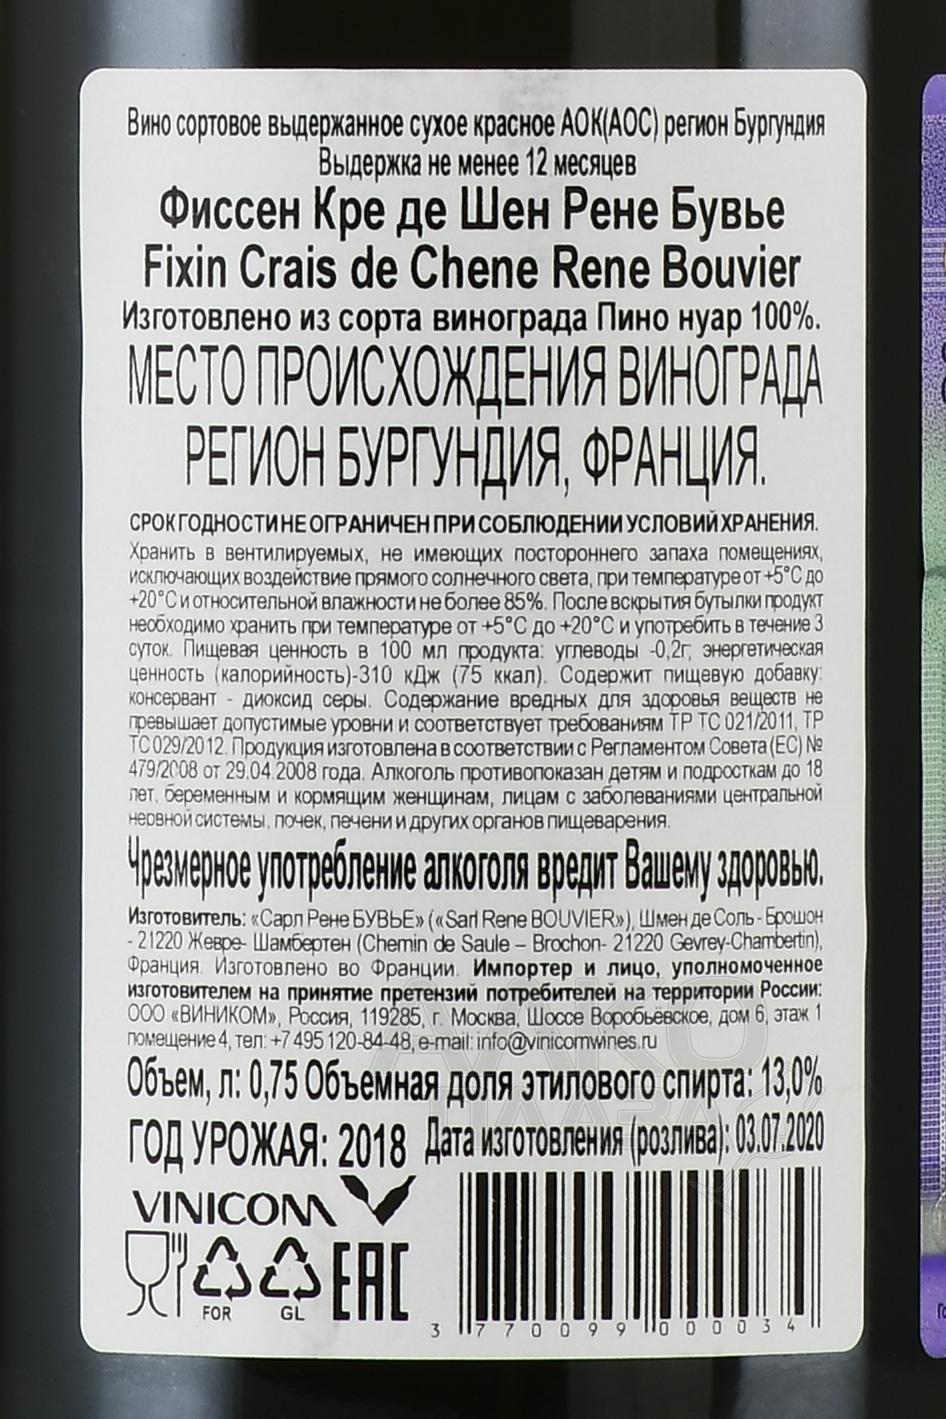 Вино сортовое выдержанное сухое красное АОК(АОС) регион Бургундия
Выдержка не менее 12 месяцев
Фиссен Кре де Шен Рене Бувье
Fixin Crais de Chene Rene Bouvier
Изготовлено из сорта винограда Пино нуар 100%.
МЕСТО ПРОИСХОЖДЕНИЯ ВИНОГРАДА
РЕГИОН БУРГУНДИЯ, ФРАНЦИЯ.
СРОК ГОДНОСТИ НЕ ОГРАНИЧЕН ПРИ СОБЛЮДЕНИИ УСЛОВИЙ ХРАНЕНИЯ.
Хранить в вентилируемых, не имеющих постороннего запаха помещениях,
исключающих воздействие прямого солнечного света, при температуре от +5°С до
+20°С и относительной влажности не более 85%. После вскрытия бутылки продукт
необходимо хранить при температуре от +5°С до +20°С и употребить в течение 3
суток. Пищевая ценность в 100 мл продукта: углеводы -0,2г; энергетическая
ценность (калорийность)-310 кДж (75 ккал). Содержит пищевую добавку:
консервант - диоксид серы. Содержание вредных для здоровья веществ не
превышает допустимые уровни и соответствует требованиям ТР ТС 021/2011, ТР
ТС 029/2012. Продукция изготовлена в соответствии с Регламентом Совета (ЕС) №
479/2008 от 29.04.2008 года. Алкоголь противопоказан детям и подросткам до 18
лет, беременным и кормящим женщинам, лицам с заболеваниями центральной
нервной системы, почек, печени и других органов пищеварения.
Чрезмерное употребление алкоголя вредит Вашему здоровью.
Изготовитель: «Сарл Рене БУВЬЕ» («Sarl Rene BOUVIER»), Шмен де Соль - Брошон
- 21220 Жевре- Шамбертен (Chemin de Saule – Brochon- 21220 Gevrey-Chambertin),
Франция. Изготовлено во Франции. Импортер и лицо, уполномоченное
изготовителем на принятие претензий потребителей на территории России:
ООО «ВИНИКОМ», Россия, 119285, г. Москва, Шоссе Воробьёвское, дом 6, этаж 1
помещение 4, тел: +7 495 120-84-48, e-mail: info@vinicomwines.ru
Объем, л: 0,75 Объемная доля этилового спирта: 13,0%
ГОД УРОЖАЯ: 2018 Дата изготовления (розлива): 03.07.2020
VINICOM
FOR GL EAC
3 770099 000034